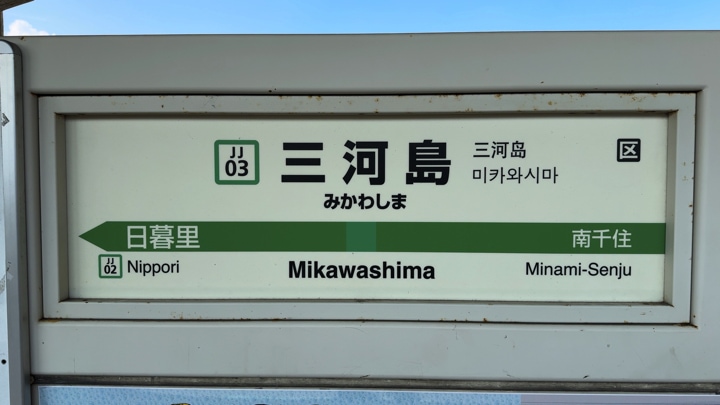 JJ
03
三河島
三河岛
미카와시마
区
みかわしま
日暮里
南千住
JJ
02
Nippori
Mikawashima
Minami-Senju